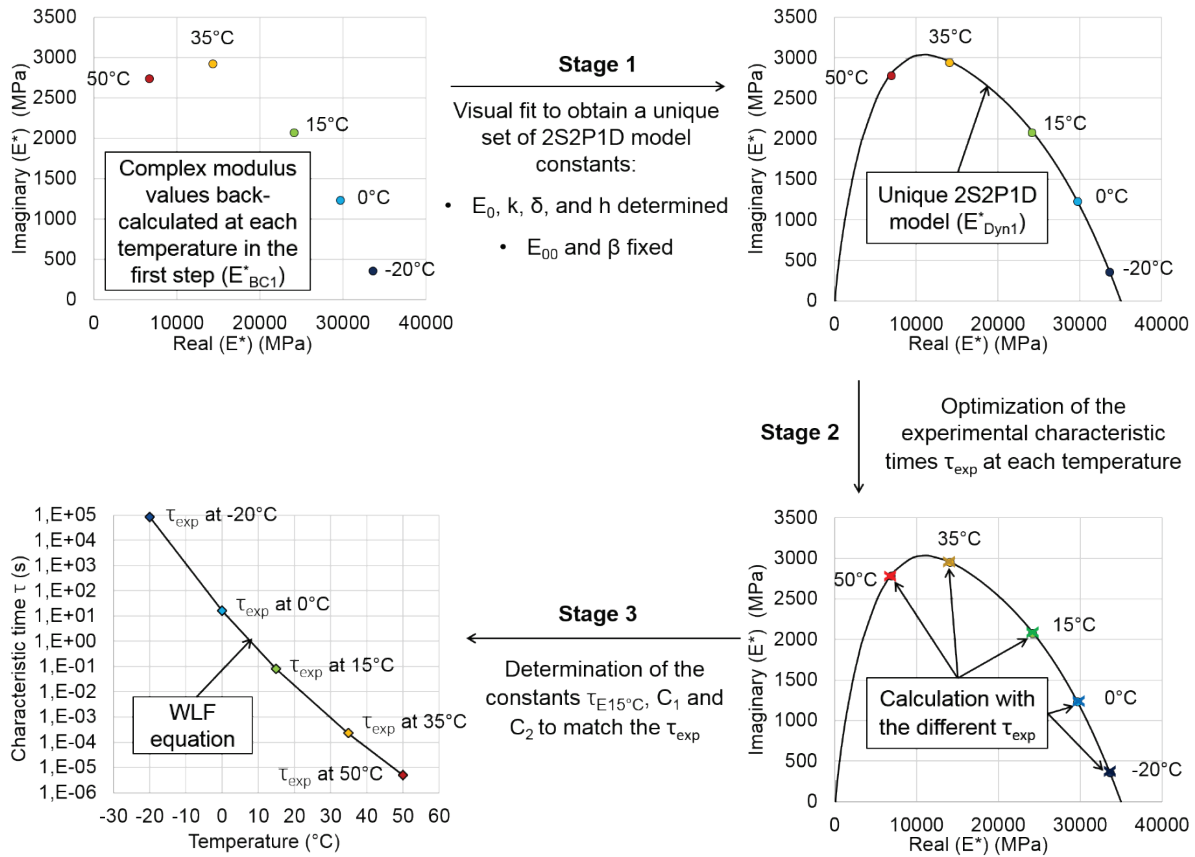 3500
3000
2500
2000
1500
1000
500
0
Imaginary (E*) (MPa)
35°C
50°C
15°C
0°C
-20°C
Complex modulus
values back-
calculated at each
temperature in the
first step (E*BC1)
0 10000 20000 30000 40000
Real (E*) (MPa)
Stage 1
Visual fit to obtain a unique
set of 2S2P1D model
constants:
• E0, k, δ, and h determined
• E00 and β fixed
3500
3000
2500
2000
1500
1000
500
0
Imaginary (E*) (MPa)
35°C
50°C
15°C
0°C
-20°C
Unique 2S2P1D
model (E*Dyn1)
0 10000 20000 30000 40000
Real (E*) (MPa)
Stage 2
Optimization of the
experimental characteristic
times τexp at each temperature
3500
3000
2500
2000
1500
1000
500
0
Imaginary (E*) (MPa)
35°C
50°C
15°C
0°C
-20°C
Calculation with
the different τexp
0 10000 20000 30000 40000
Real (E*) (MPa)
Stage 3
Determination of the
constants τE15°C, C1 and
C2 to match the τexp
1,E+05
1,E+04
1,E+03
1,E+02
1,E+01
1,E+00
1,E-01
1,E-02
1,E-03
1,E-04
1,E-05
1,E-06
Characteristic time τ (s)
τexp at -20°C
τexp at 0°C
τexp at 15°C
τexp at 35°C
τexp at 50°C
WLF
equation
-30 -20 -10 0 10 20 30 40 50 60
Temperature (°C)